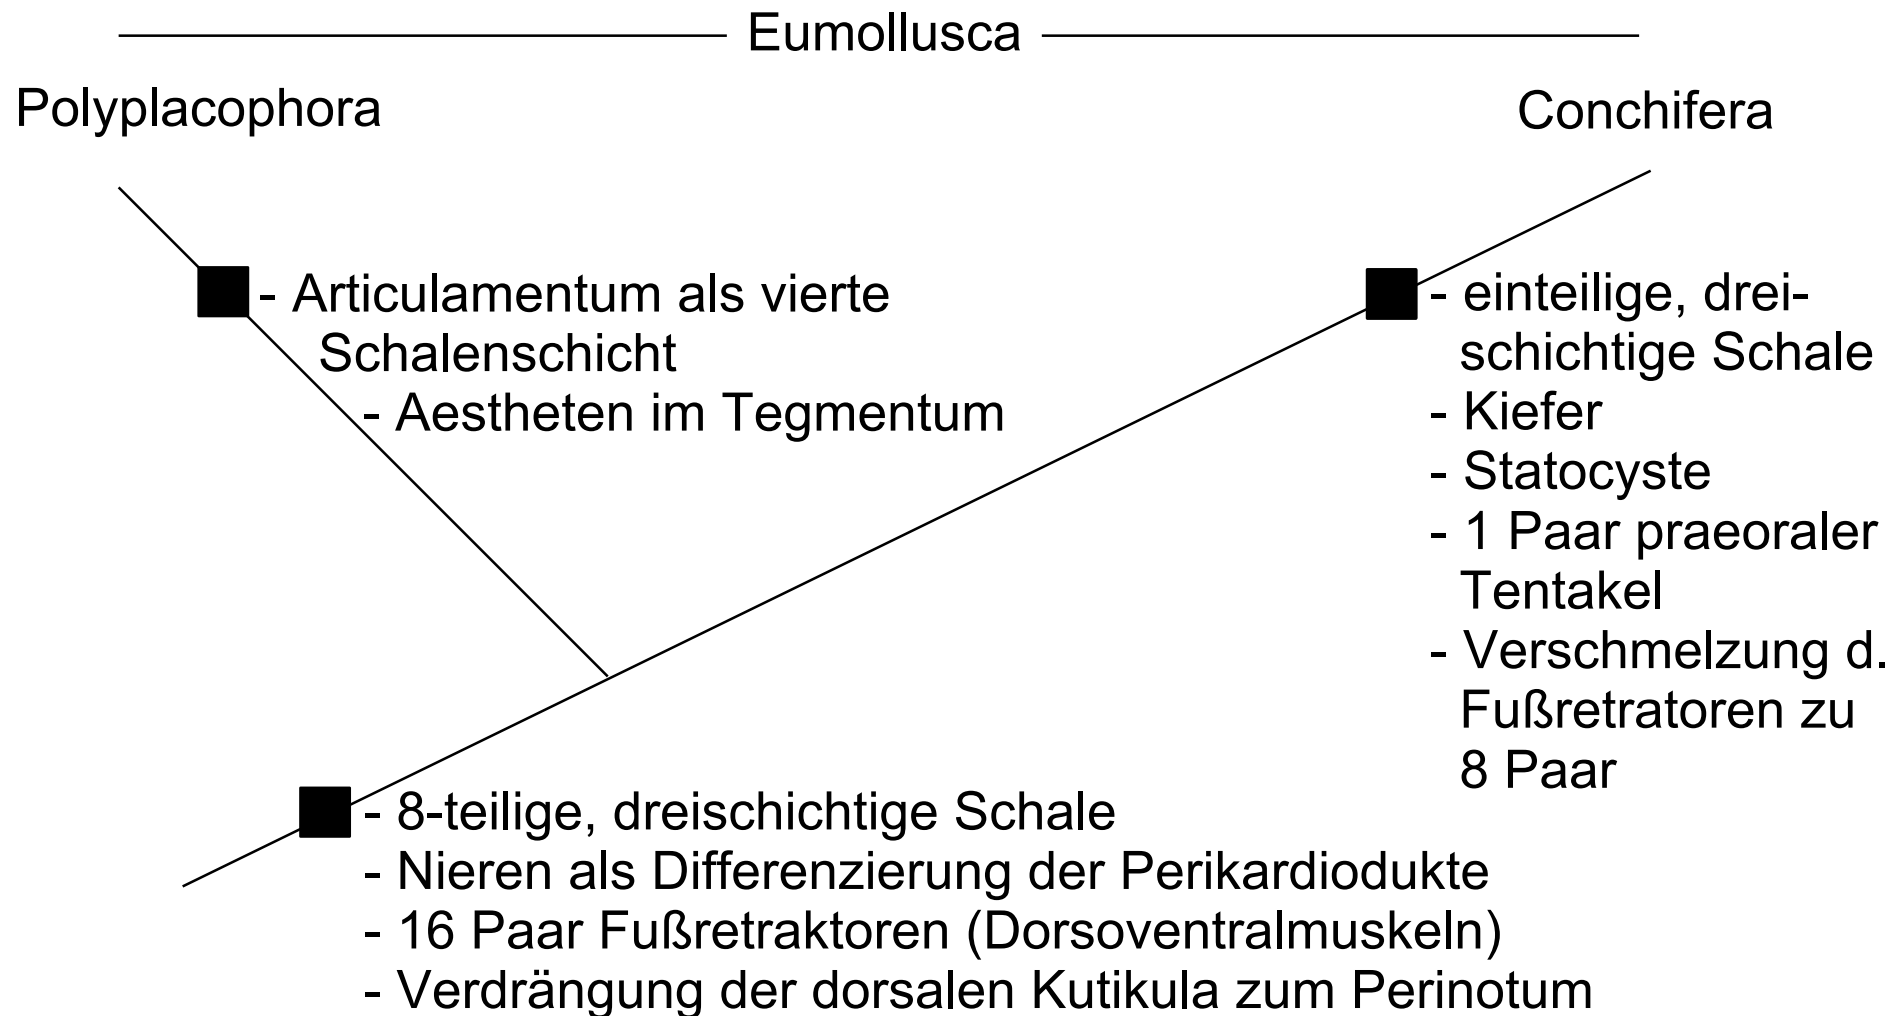 Eumollusca
Polyplacophora
Conchifera
- Articulamentum als vierte
Schalenschicht
- Aestheten im Tegmentum
- einteilige, drei-
schichtige Schale
- Kiefer
- Statocyste
- 1 Paar praeoraler
Tentakel
- Verschmelzung d.
Fußretratoren zu
8 Paar
- 8-teilige, dreischichtige Schale
- Nieren als Differenzierung der Perikardiodukte
- 16 Paar Fußretraktoren (Dorsoventralmuskeln)
- Verdrängung der dorsalen Kutikula zum Perinotum